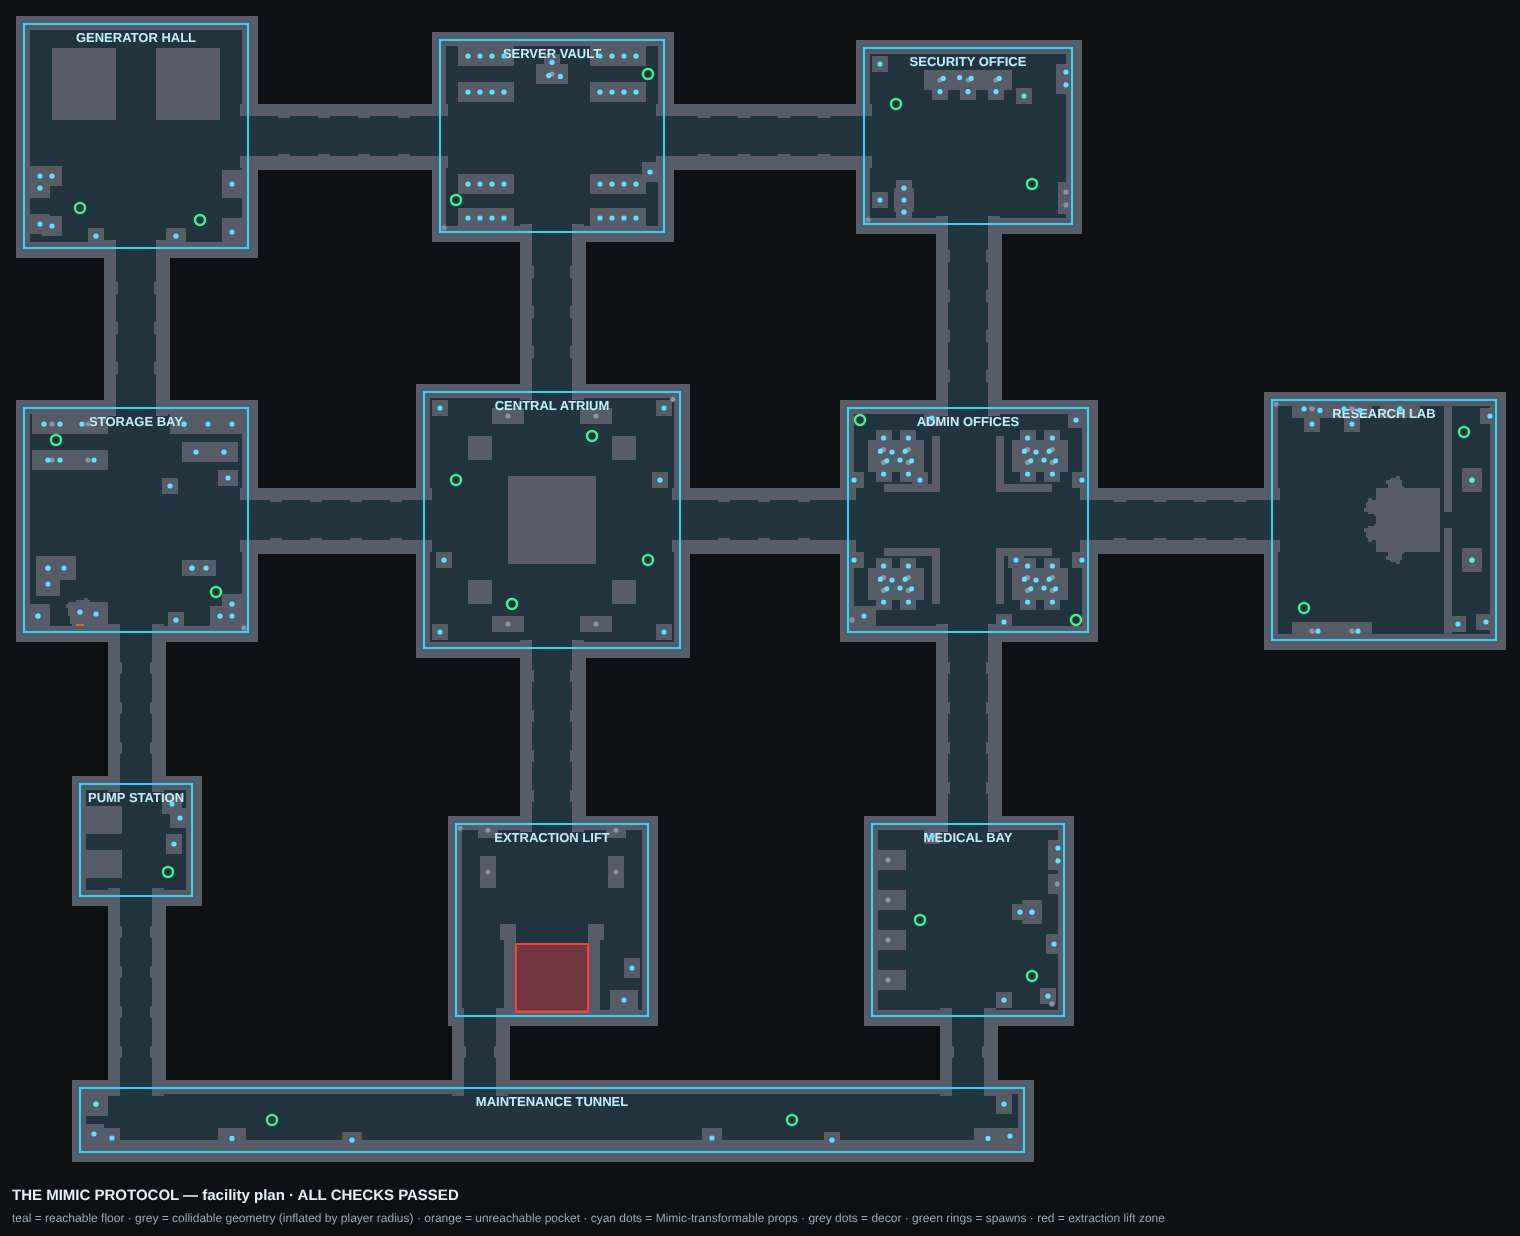 GENERATOR HALL
SERVER VAULT
SECURITY OFFICE
STORAGE BAY
CENTRAL ATRIUM
ADMIN OFFICES
RESEARCH LAB
PUMP STATION
EXTRACTION LIFT
MEDICAL BAY
MAINTENANCE TUNNEL
THE MIMIC PROTOCOL — facility plan · ALL CHECKS PASSED
teal = reachable floor · grey = collidable geometry (inflated by player radius) · orange = unreachable pocket · cyan dots = Mimic-transformable props · grey dots = decor · green rings = spawns · red = extraction lift zone